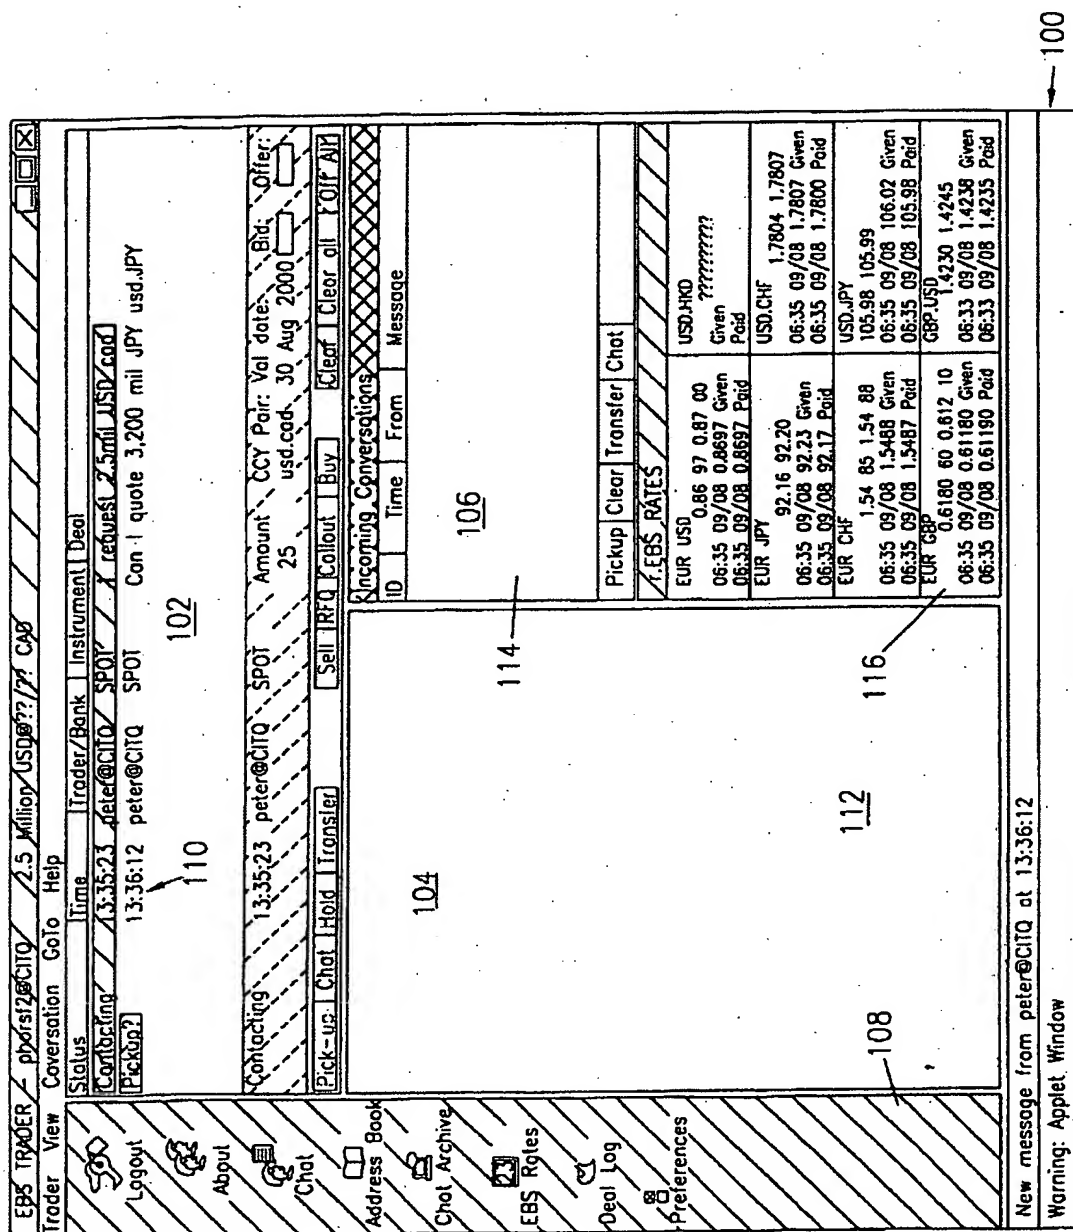 EBS TRADER - phorsf2@CITQ 2.5 Million USD@??/?? CAD
Trader View Coversation GoTo Help
Logout
About
Chat
Address Book
Chat Archive
EBS Rates
Deal Log
Preferences
108
Status Time Trader/Bank Instrument Deal
Contacting 13:35:23 peter@CITQ SPOT X request 2.5mil USD/cad
Pickup? 13:36:12 peter@CITQ SPOT Can I quote 3,200 mil JPY usd.JPY
110
102
Amount CCY Pair: Val date: Bid: Offer:
Contacting 13:35:23 peter@CITQ SPOT 25 usd.cad 30 Aug 2000
Pick-up Chat Hold Transfer Sell RFQ Callout Buy Clear Clear all Off All
104
112
Incoming Conversations
ID Time From Message
106
114
Pickup Clear Transfer Chat
EBS RATES
EUR USD
0.86 97 0.87 00
06:35 09/08 0.8697 Given
06:35 09/08 0.8697 Paid
USD.HKD
?????????
Given
Paid
EUR JPY
92.16 92.20
06:35 09/08 92.23 Given
06:35 09/08 92.17 Paid
USD.CHF
1.7804 1.7807
06:35 09/08 1.7807 Given
06:35 09/08 1.7800 Paid
EUR CHF
1.54 85 1.54 88
06:35 09/08 1.5488 Given
06:35 09/08 1.5487 Paid
USD.JPY
105.98 105.99
06:35 09/08 106.02 Given
06:35 09/08 105.98 Paid
EUR GBP
0.6180 60 0.612 10
06:35 09/08 0.61180 Given
06:35 09/08 0.61190 Paid
GBP.USD
1.4230 1.4245
06:33 09/08 1.4238 Given
06:33 09/08 1.4235 Paid
116
New message from peter@CITQ at 13:36:12
Warning: Applet Window
100